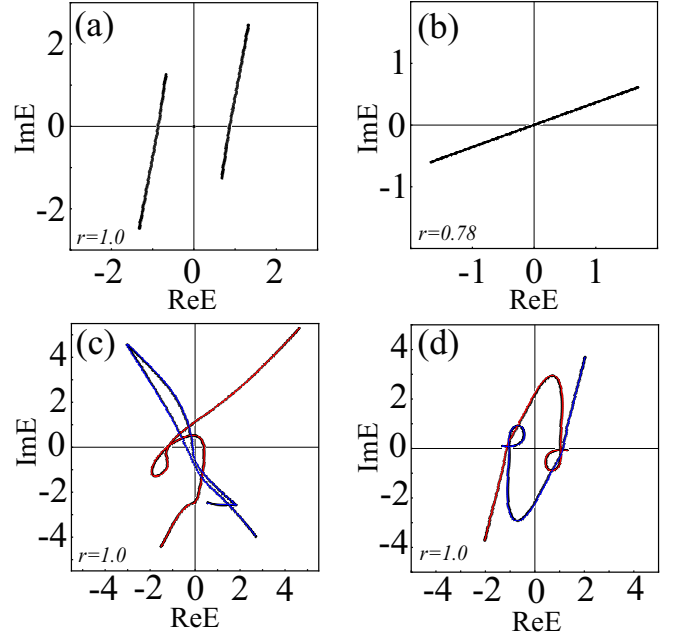 (a)
2
0
-2
ImE
r=1.0
-2 0 2
ReE
(b)
1
0
-1
ImE
r=0.78
-1 0 1
ReE
(c)
4
2
0
-2
-4
ImE
r=1.0
-4 -2 0 2 4
ReE
(d)
4
2
0
-2
-4
ImE
r=1.0
-4 -2 0 2 4
ReE